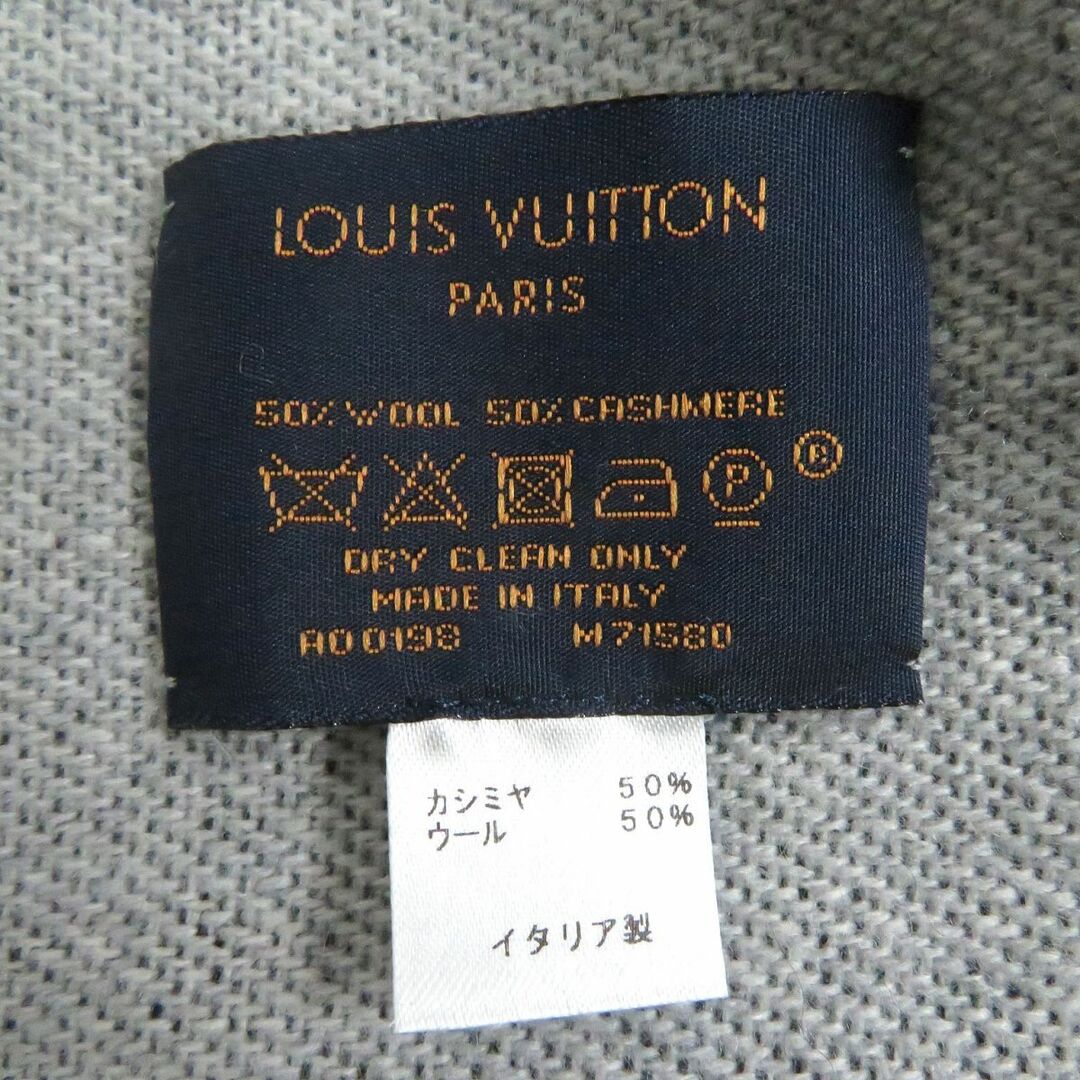 LOUIS VUITTON
PARIS
50% WOOL 50% CASHMERE
P ®
DRY CLEAN ONLY
MADE IN ITALY
AO0198 M71580
カシミヤ 50%
ウール 50%
イタリア製